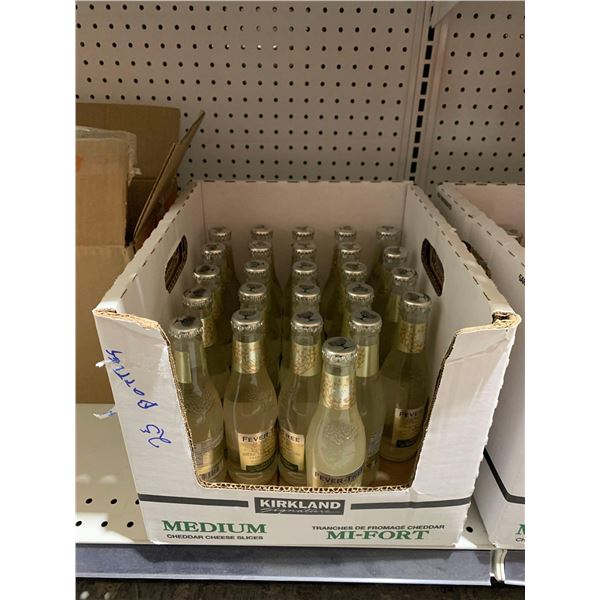 25 BOTTLES
FEVER-TREE
FEVER-TREE
FEVER-TREE
KIRKLAND
Signature
MEDIUM
CHEDDAR CHEESE SLICES
TRANCHES DE FROMAGE CHEDDAR
MI-FORT